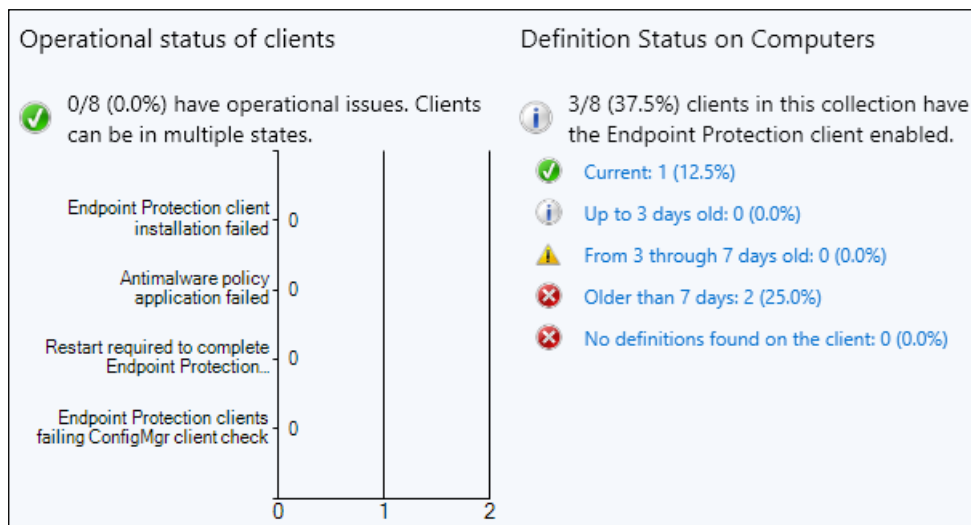 Operational status of clients
0/8 (0.0%) have operational issues. Clients
can be in multiple states.
Endpoint Protection client
installation failed
0
Antimalware policy
application failed
0
Restart required to complete
Endpoint Protection...
0
Endpoint Protection clients
failing ConfigMgr client check
0
0
1
2
Definition Status on Computers
3/8 (37.5%) clients in this collection have
the Endpoint Protection client enabled.
Current: 1 (12.5%)
Up to 3 days old: 0 (0.0%)
From 3 through 7 days old: 0 (0.0%)
Older than 7 days: 2 (25.0%)
No definitions found on the client: 0 (0.0%)